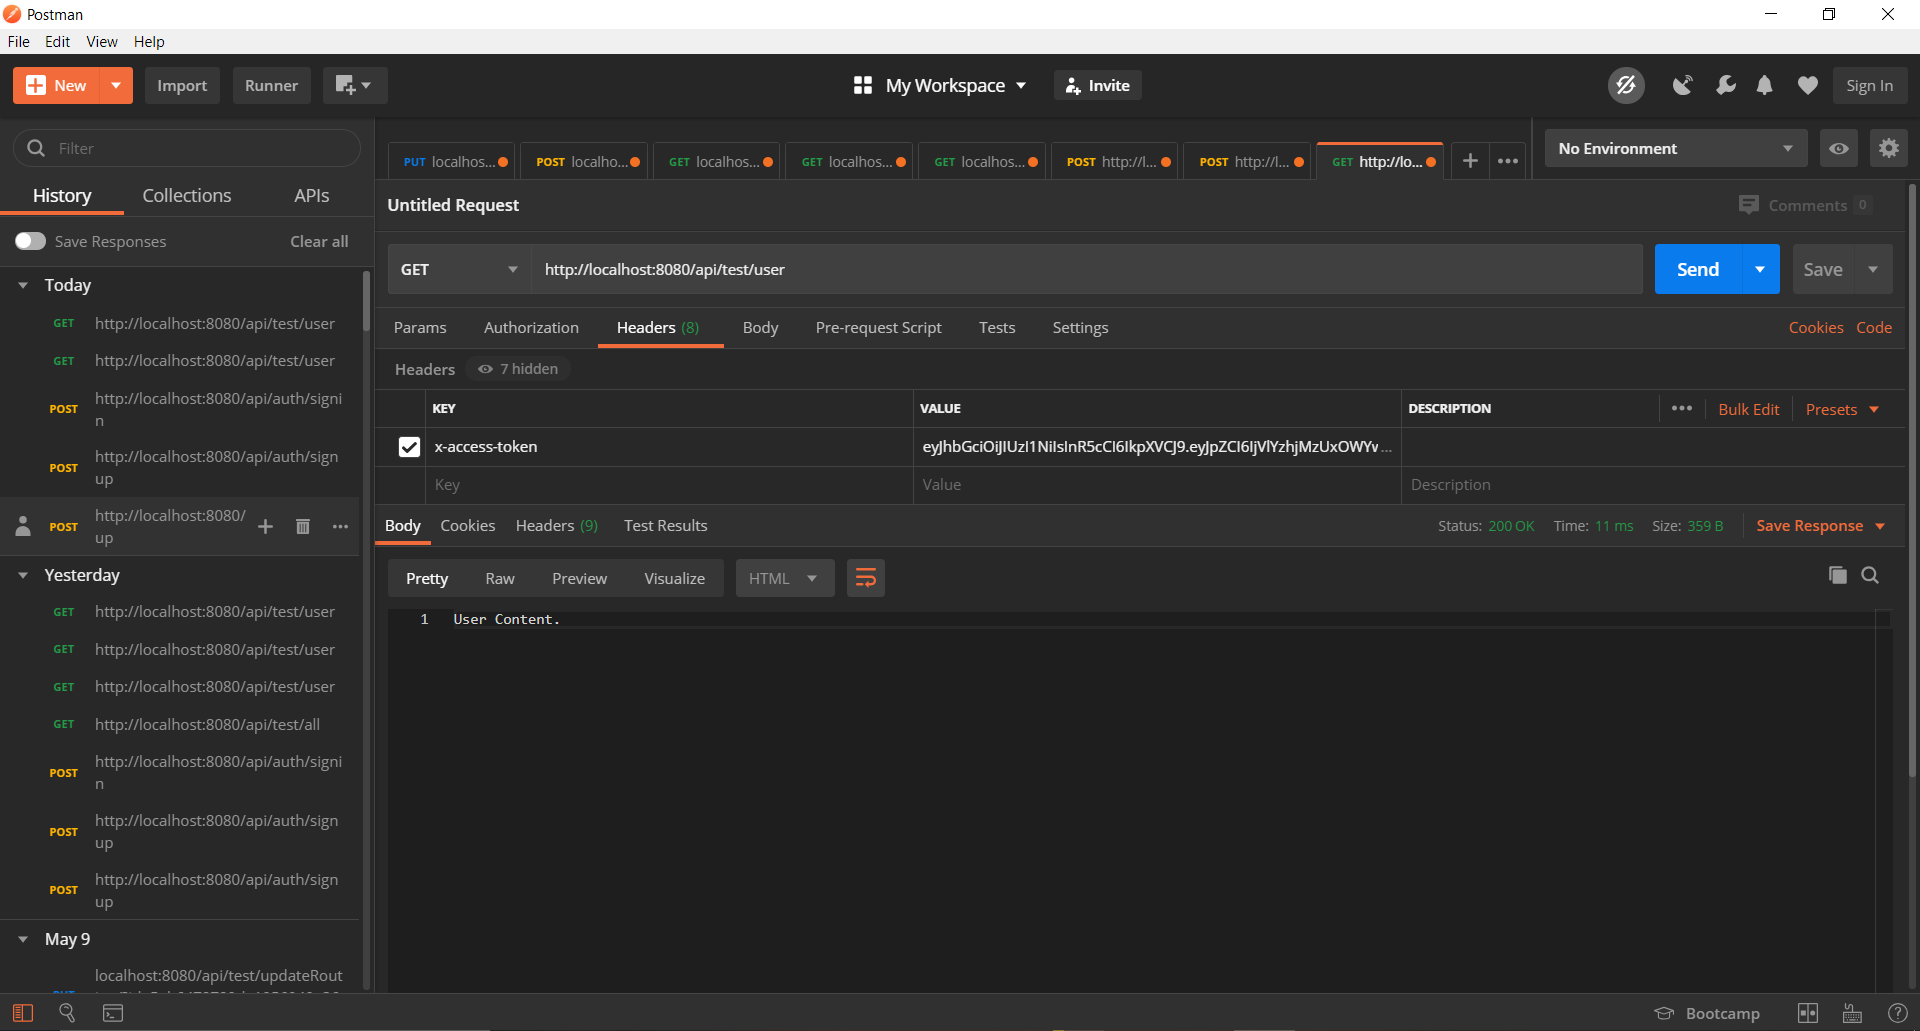 Postman
File Edit View Help
New Import Runner My Workspace Invite Sign In
Filter
History Collections APIs
Save Responses Clear all
Today
GET http://localhost:8080/api/test/user
GET http://localhost:8080/api/test/user
POST http://localhost:8080/api/auth/signi
n
POST http://localhost:8080/api/auth/sign
up
POST http://localhost:8080/
up
Yesterday
GET http://localhost:8080/api/test/user
GET http://localhost:8080/api/test/user
GET http://localhost:8080/api/test/user
GET http://localhost:8080/api/test/all
POST http://localhost:8080/api/auth/signi
n
POST http://localhost:8080/api/auth/sign
up
POST http://localhost:8080/api/auth/sign
up
May 9
localhost:8080/api/test/updateRout
PUT localhos... POST localho... GET localhos... GET localhos... GET localhos... POST http://l... POST http://l... GET http://lo...
No Environment
Untitled Request Comments 0
GET http://localhost:8080/api/test/user Send Save
Params Authorization Headers (8) Body Pre-request Script Tests Settings Cookies Code
Headers 7 hidden
KEY VALUE DESCRIPTION Bulk Edit Presets
x-access-token eyJhbGciOiJIUzI1NiIsInR5cCI6IkpXVCJ9.eyJpZCI6IjVlYzhjMzUxOWYv...
Key Value Description
Body Cookies Headers (9) Test Results Status: 200 OK Time: 11 ms Size: 359 B Save Response
Pretty Raw Preview Visualize HTML
1 User Content.
Bootcamp